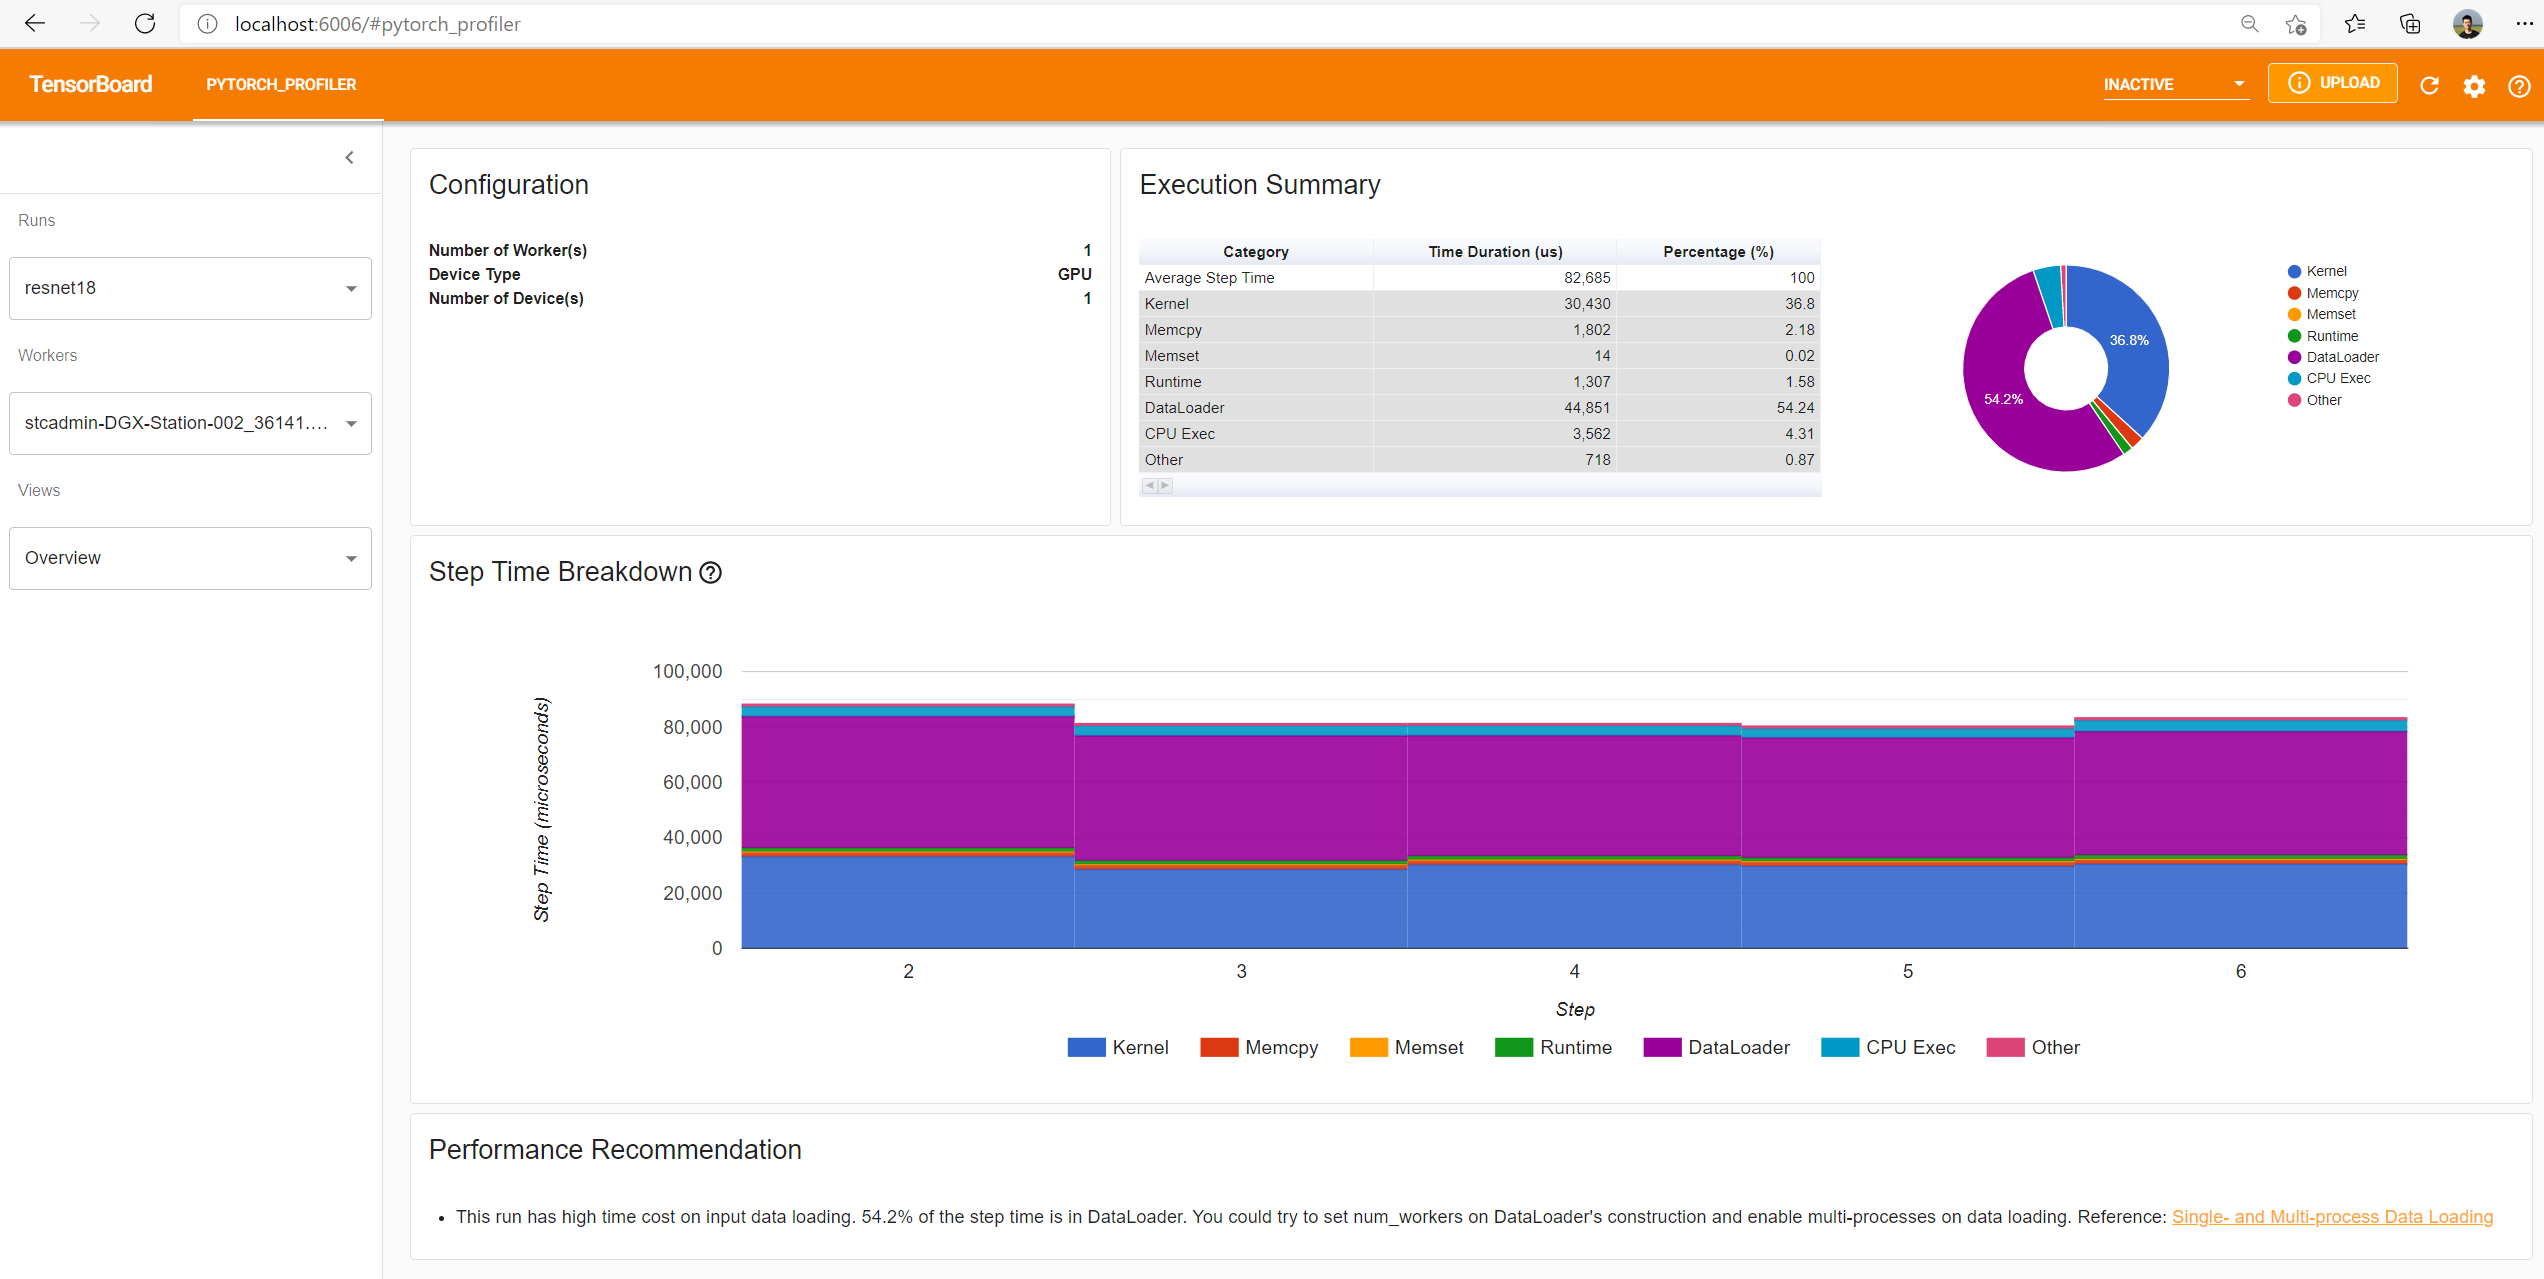 localhost:6006/#pytorch_profiler
TensorBoard
PYTORCH_PROFILER
INACTIVE
UPLOAD
Runs
resnet18
Workers
stcadmin-DGX-Station-002_36141....
Views
Overview
Configuration
Number of Worker(s) 1
Device Type GPU
Number of Device(s) 1
Execution Summary
Category Time Duration (us) Percentage (%)
Average Step Time 82,685 100
Kernel 30,430 36.8
Memcpy 1,802 2.18
Memset 14 0.02
Runtime 1,307 1.58
DataLoader 44,851 54.24
CPU Exec 3,562 4.31
Other 718 0.87
36.8%
54.2%
Kernel
Memcpy
Memset
Runtime
DataLoader
CPU Exec
Other
Step Time Breakdown
Step Time (microseconds)
100,000
80,000
60,000
40,000
20,000
0
2 3 4 5 6
Step
Kernel Memcpy Memset Runtime DataLoader CPU Exec Other
Performance Recommendation
• This run has high time cost on input data loading. 54.2% of the step time is in DataLoader. You could try to set num_workers on DataLoader's construction and enable multi-processes on data loading. Reference: Single- and Multi-process Data Loading